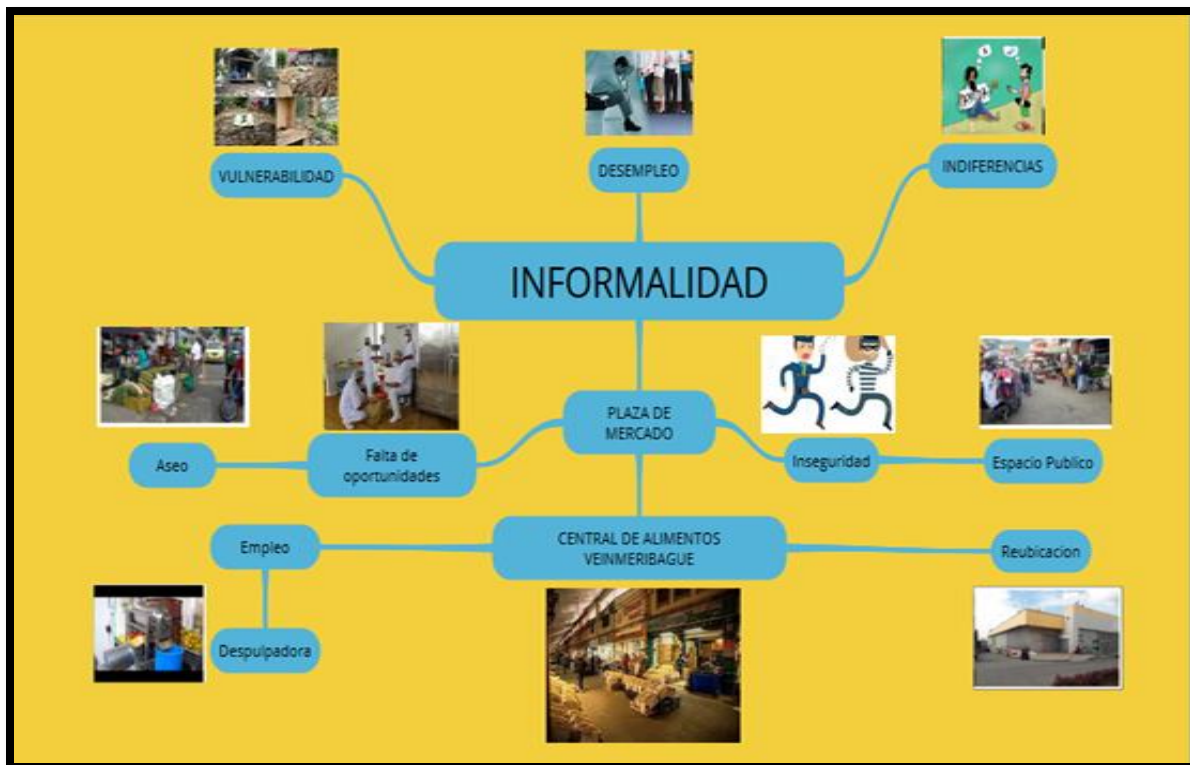 VULNERABILIDAD
DESEMPLEO
INDIFERENCIAS
INFORMALIDAD
PLAZA DE
MERCADO
Aseo
Falta de
oportunidades
Inseguridad
Espacio Publico
CENTRAL DE ALIMENTOS
VEINMERIBAGUE
Empleo
Reubicacion
Despulpadora